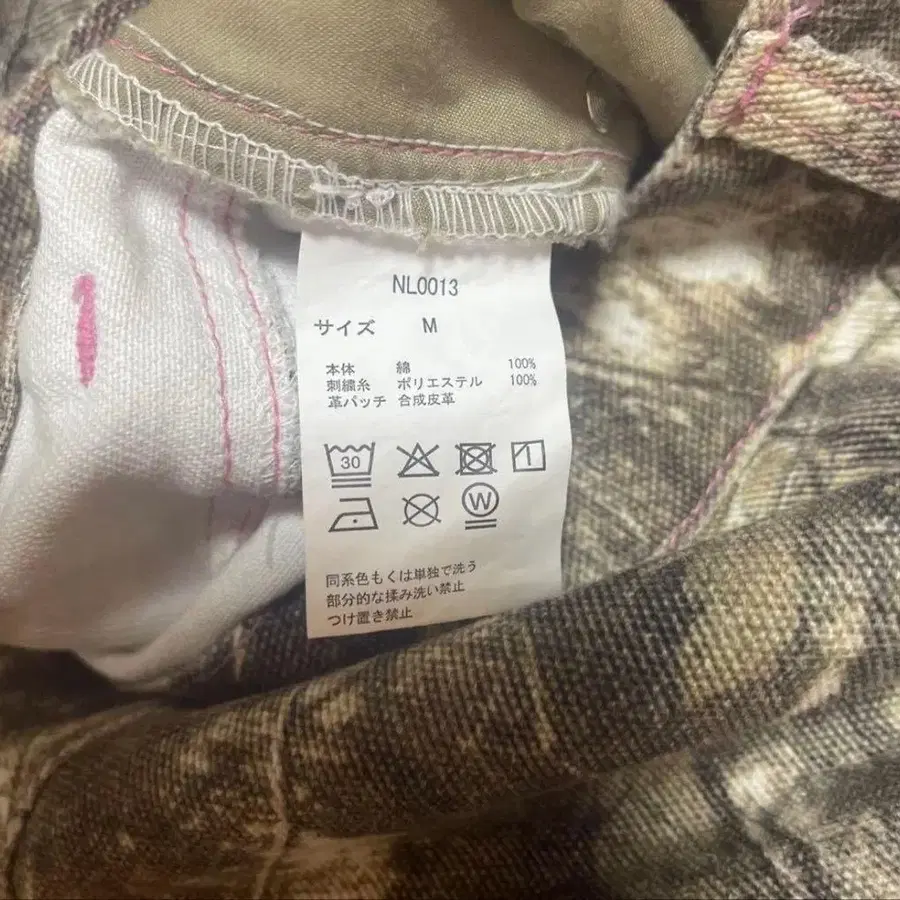 NL0013
サイズ M
本体 綿 100%
刺繍糸 ポリエステル 100%
革パッチ 合成皮革
30
W
同系色もくは単独で洗う
部分的な揉み洗い禁止
つけ置き禁止